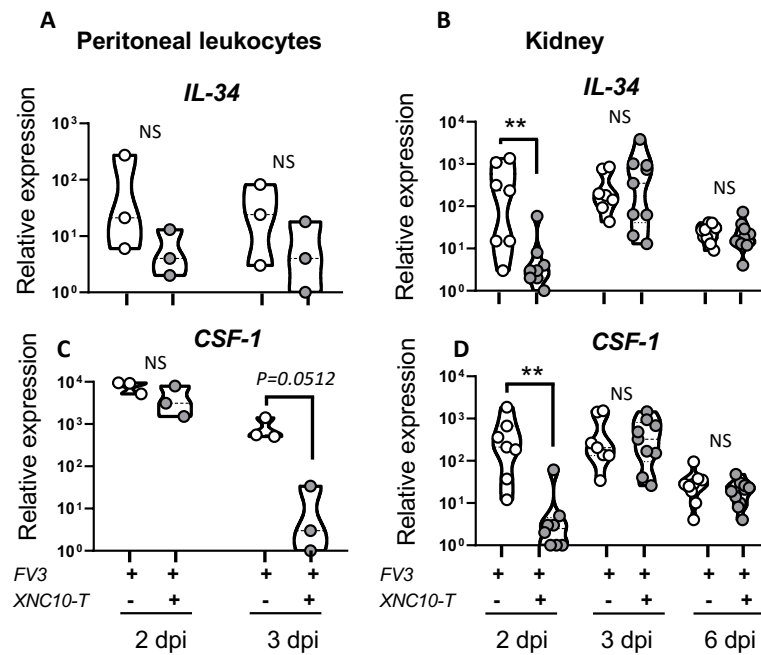 A
B
Peritoneal leukocytes
Kidney
IL-34
IL-34
Relative expression
10³
10²
10¹
10⁰
NS
NS
Relative expression
10⁴
10³
10²
10¹
10⁰
**
NS
NS
C
CSF-1
D
CSF-1
Relative expression
10⁴
10³
10²
10¹
10⁰
NS
P=0.0512
Relative expression
10⁴
10³
10²
10¹
10⁰
**
NS
NS
FV3 + + + +
XNC10-T - + - +
2 dpi 3 dpi
FV3 + + + + + +
XNC10-T - + - + - +
2 dpi 3 dpi 6 dpi